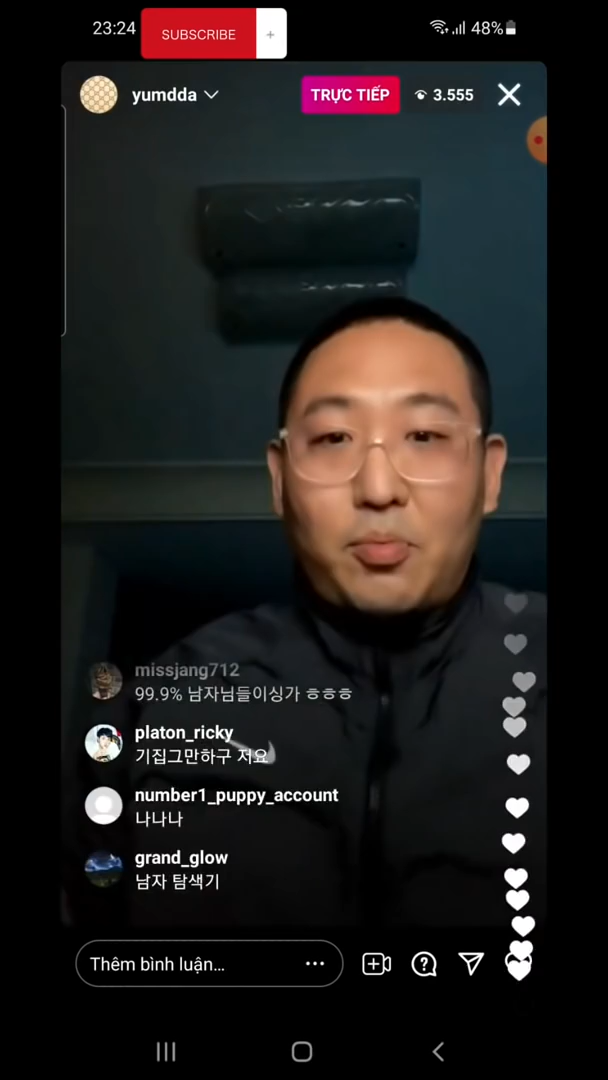 23:24
SUBSCRIBE
48%
yumdda
TRỰC TIẾP
3.555
missjang712
99.9% 남자님들이싱가 ㅎㅎㅎ
platon_ricky
기집그만하구 저요
number1_puppy_account
나나나
grand_glow
남자 탐색기
Thêm bình luận...